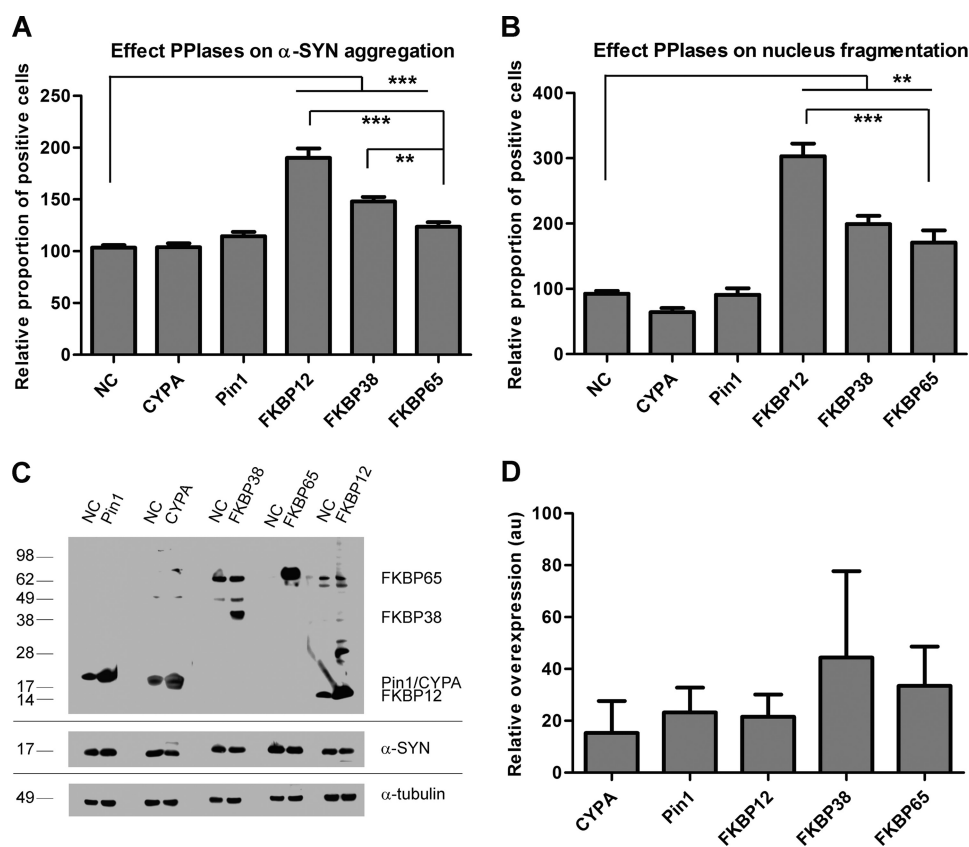 A
Effect PPIases on α-SYN aggregation
Relative proportion of positive cells
250
200
150
100
50
0
***
***
**
NC
CYPA
Pin1
FKBP12
FKBP38
FKBP65
B
Effect PPIases on nucleus fragmentation
Relative proportion of positive cells
400
300
200
100
0
**
***
NC
CYPA
Pin1
FKBP12
FKBP38
FKBP65
C
NC
Pin1
NC
CYPA
NC
FKBP38
NC
FKBP65
NC
FKBP12
98
62
49
38
28
17
14
FKBP65
FKBP38
Pin1/CYPA
FKBP12
17
α-SYN
49
α-tubulin
D
Relative overexpression (au)
100
80
60
40
20
0
CYPA
Pin1
FKBP12
FKBP38
FKBP65